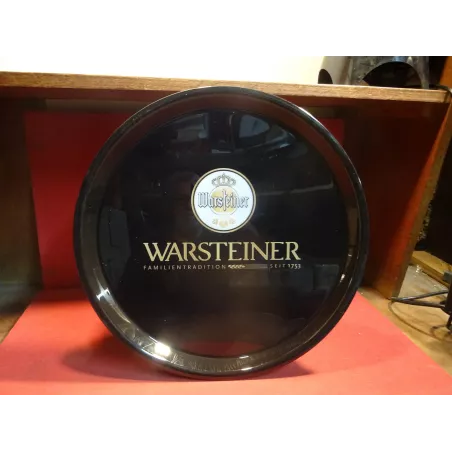 Warsteiner
WARSTEINER
FAMILIENTRADITION SEIT 1753